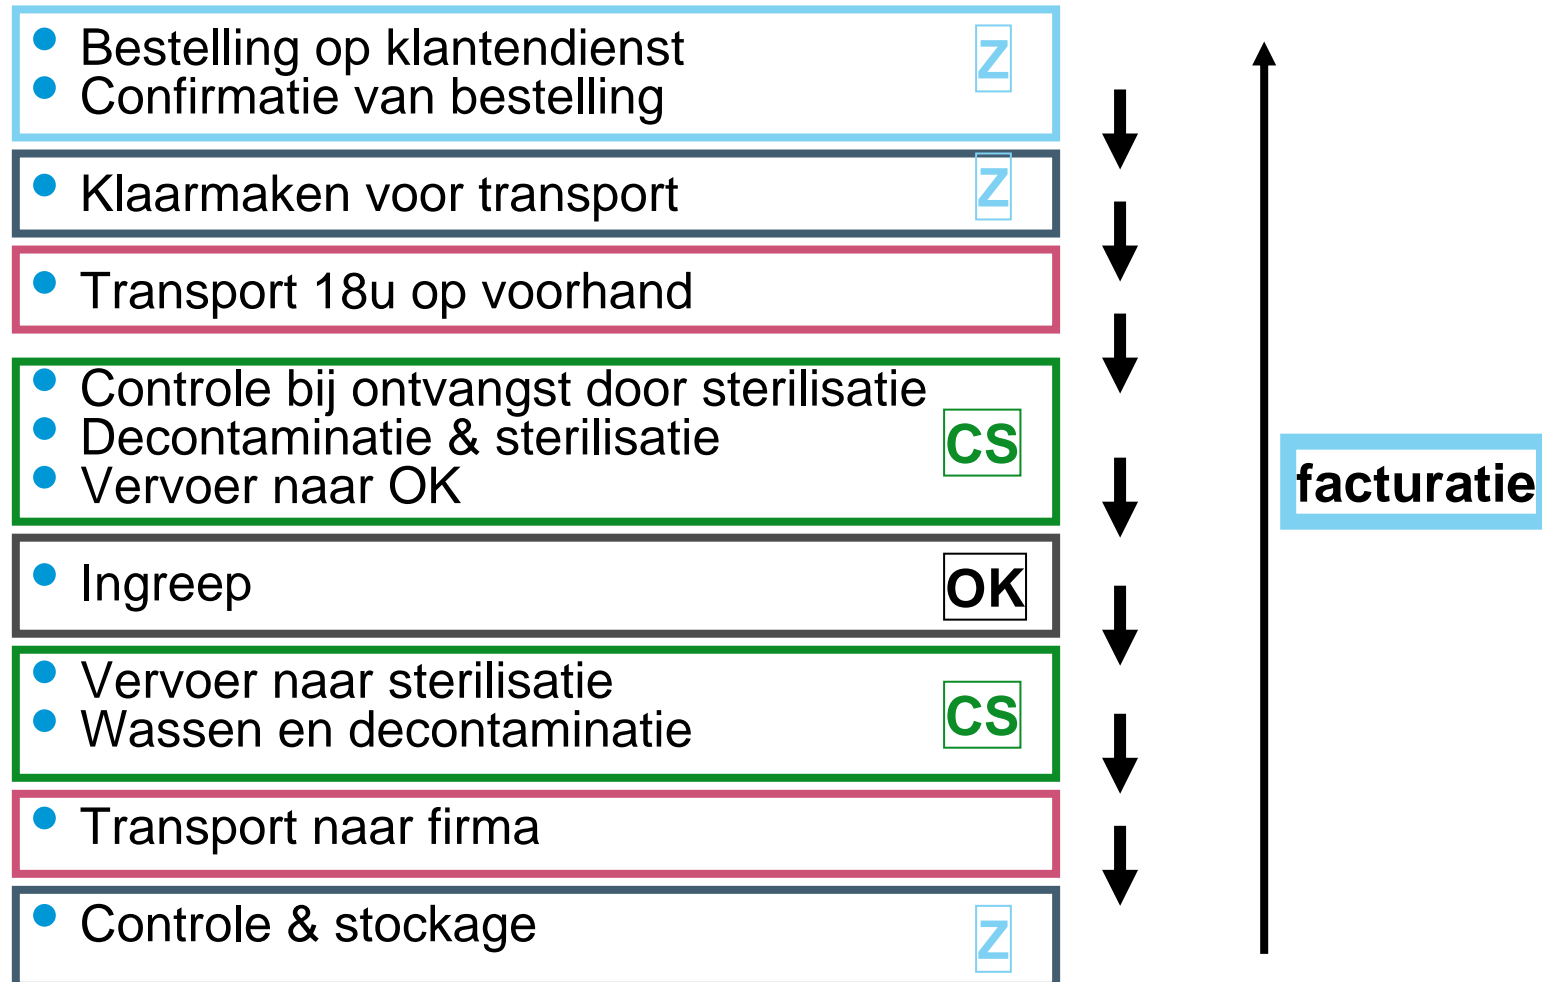 Bestelling op klantendienst
Z
Confirmatie van bestelling
Klaarmaken voor transport
Z
Transport 18u op voorhand
Controle bij ontvangst door sterilisatie
Decontaminatie & sterilisatie
CS
Vervoer naar OK
facturatie
Ingreep
OK
Vervoer naar sterilisatie
Wassen en decontaminatie
CS
Transport naar firma
Controle & stockage
Z